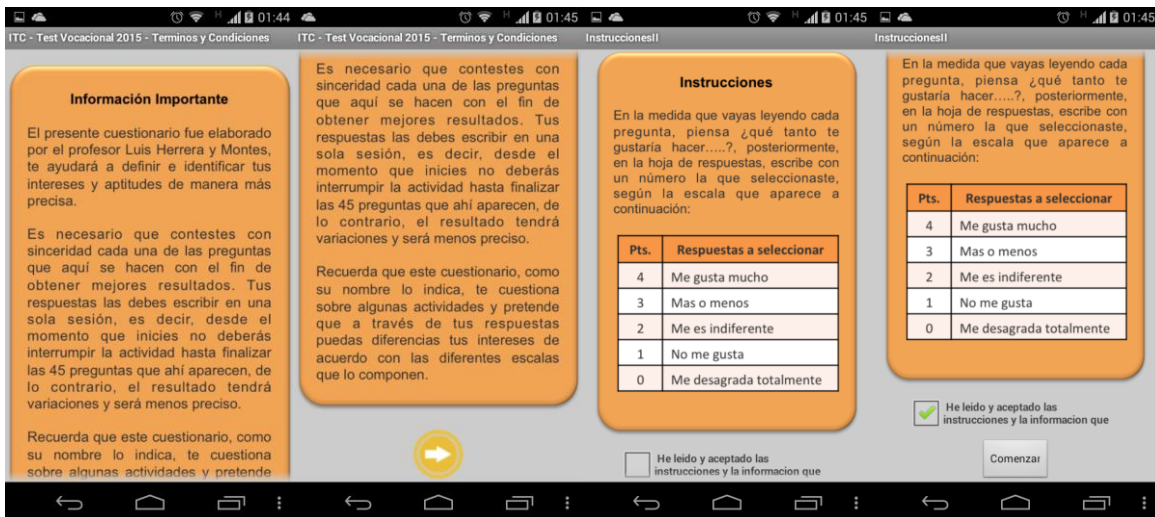 01:44
ITC - Test Vocacional 2015 - Terminos y Condiciones
Información Importante
El presente cuestionario fue elaborado
por el profesor Luis Herrera y Montes,
te ayudará a definir e identificar tus
intereses y aptitudes de manera más
precisa.
Es necesario que contestes con
sinceridad cada una de las preguntas
que aquí se hacen con el fin de
obtener mejores resultados. Tus
respuestas las debes escribir en una
sola sesión, es decir, desde el
momento que inicies no deberás
interrumpir la actividad hasta finalizar
las 45 preguntas que ahí aparecen, de
lo contrario, el resultado tendrá
variaciones y será menos preciso.
Recuerda que este cuestionario, como
su nombre lo indica, te cuestiona
sobre algunas actividades y pretende
H 01:45
ITC - Test Vocacional 2015 - Terminos y Condiciones
Es necesario que contestes con
sinceridad cada una de las preguntas
que aquí se hacen con el fin de
obtener mejores resultados. Tus
respuestas las debes escribir en una
sola sesión, es decir, desde el
momento que inicies no deberás
interrumpir la actividad hasta finalizar
las 45 preguntas que ahí aparecen, de
lo contrario, el resultado tendrá
variaciones y será menos preciso.
Recuerda que este cuestionario, como
su nombre lo indica, te cuestiona
sobre algunas actividades y pretende
que a través de tus respuestas
puedas diferencias tus intereses de
acuerdo con las diferentes escalas
que lo componen.
H 01:45
InstruccionesII
Instrucciones
En la medida que vayas leyendo cada
pregunta, piensa ¿qué tanto te
gustaría hacer…..?, posteriormente,
en la hoja de respuestas, escribe con
un número la que seleccionaste,
según la escala que aparece a
continuación:
Pts. Respuestas a seleccionar
4 Me gusta mucho
3 Mas o menos
2 Me es indiferente
1 No me gusta
0 Me desagrada totalmente
He leido y aceptado las
instrucciones y la informacion que
H 01:45
InstruccionesII
En la medida que vayas leyendo cada
pregunta, piensa ¿qué tanto te
gustaría hacer…..?, posteriormente,
en la hoja de respuestas, escribe con
un número la que seleccionaste,
según la escala que aparece a
continuación:
Pts. Respuestas a seleccionar
4 Me gusta mucho
3 Mas o menos
2 Me es indiferente
1 No me gusta
0 Me desagrada totalmente
He leido y aceptado las
instrucciones y la informacion que
Comenzar